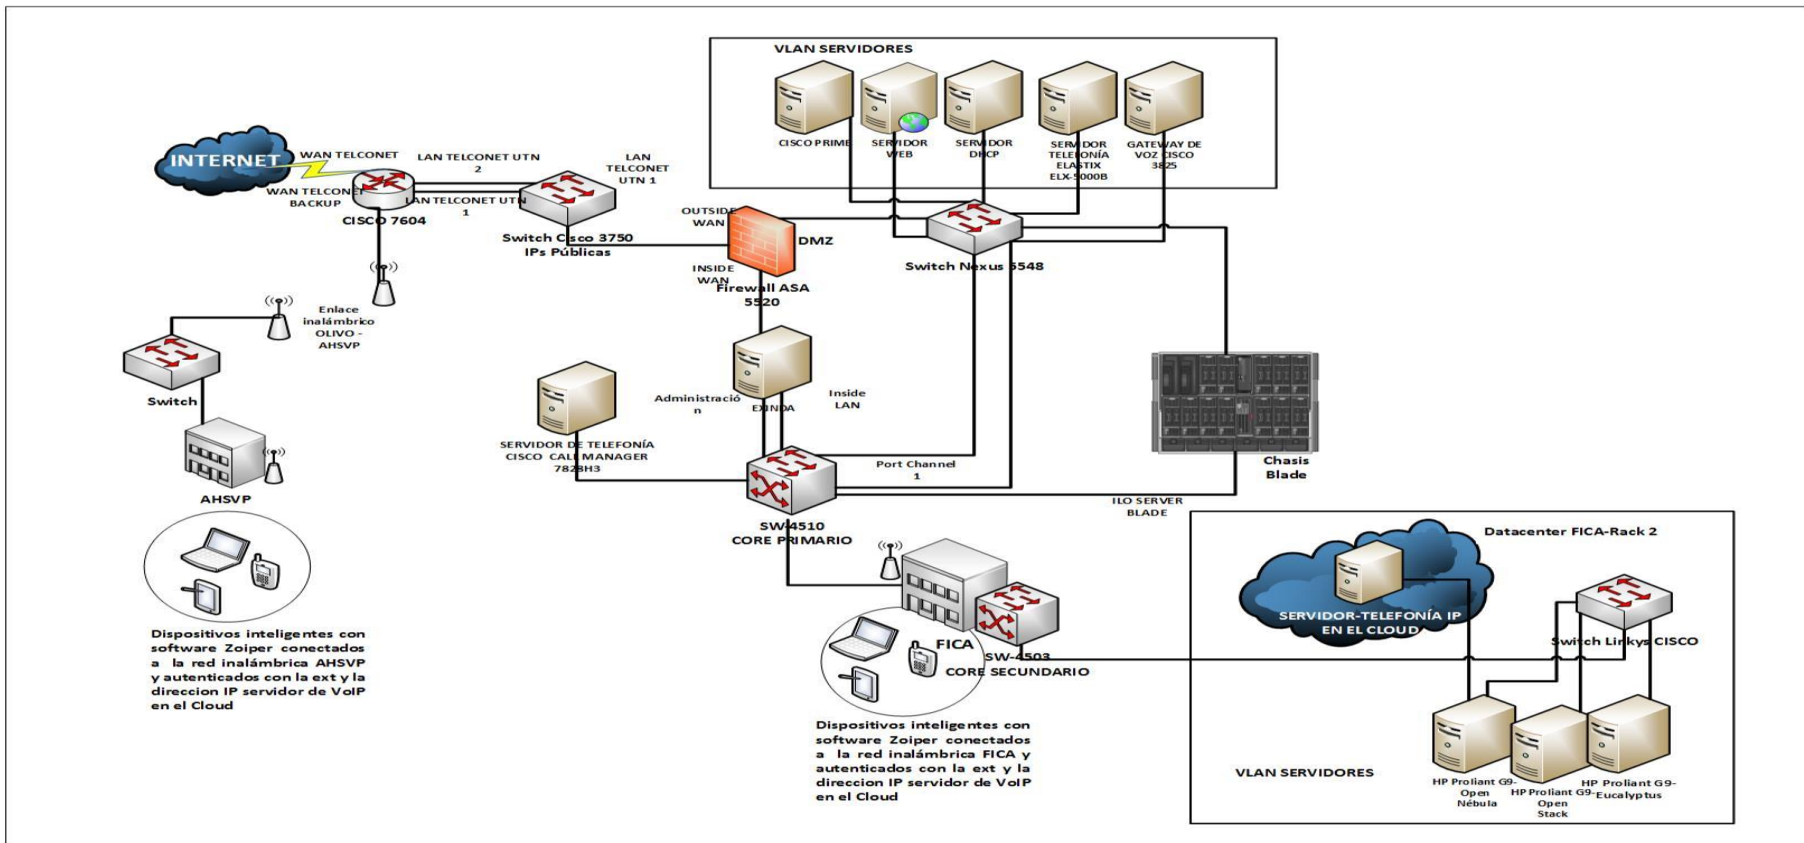 VLAN SERVIDORES
CISCO PRIME
SERVIDOR
WEB
SERVIDOR
DHCP
SERVIDOR
TELEFONÍA
ELASTIX
ELX-5000B
GATEWAY DE
VOZ CISCO
3825
INTERNET
WAN TELCONET
WAN TELCONET
BACKUP
CISCO 7604
LAN TELCONET UTN
2
LAN TELCONET UTN
1
LAN
TELCONET
UTN 1
Switch Cisco 3750
IPs Públicas
OUTSIDE
WAN
DMZ
INSIDE
WAN
Firewall ASA
5520
Switch Nexus 5548
Enlace
inalámbrico
OLIVO -
AHSVP
Switch
AHSVP
SERVIDOR DE TELEFONÍA
CISCO CALL MANAGER
7828H3
Administració
n
EXINDA
Inside
LAN
Port Channel
1
SW-4510
CORE PRIMARIO
Chasis
Blade
ILO SERVER
BLADE
Dispositivos inteligentes con
software Zoiper conectados
a la red inalámbrica AHSVP
y autenticados con la ext y la
direccion IP servidor de VoIP
en el Cloud
FICA
SW-4503
CORE SECUNDARIO
Dispositivos inteligentes con
software Zoiper conectados
a la red inalámbrica FICA y
autenticados con la ext y la
direccion IP servidor de VoIP
en el Cloud
Datacenter FICA-Rack 2
SERVIDOR-TELEFONÍA IP
EN EL CLOUD
Switch Linkys CISCO
VLAN SERVIDORES
HP Proliant G9-
Open
Nébula
HP Proliant G9-
Open
Stack
HP Proliant G9-
Eucalyptus